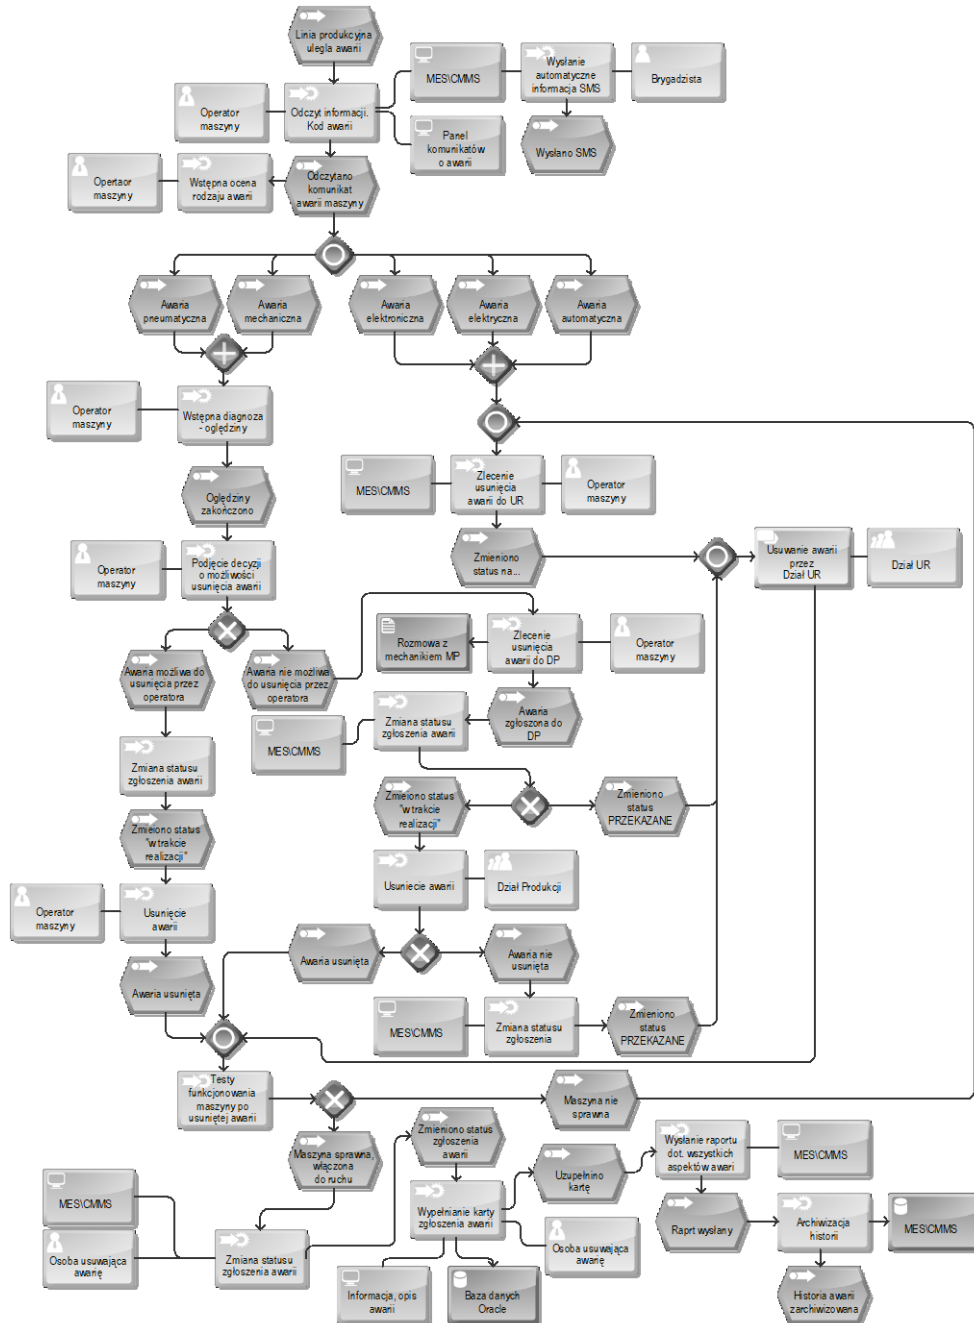 Linia produkcyjna
uległa awarii
MES\CMMS
Wysłanie
automatyczne
informacja SMS
Brygadzista
Operator
maszyny
Odczyt informacji.
Kod awarii
Panel
komunikatów
o awarii
Wysłano SMS
Opertaor
maszyny
Wstępna ocena
rodzaju awarii
Odczytano
komunikat
awarii maszyny
Awaria
pneumatyczna
Awaria
mechaniczna
Awaria
elektroniczna
Awaria
elektryczna
Awaria
automatyczna
Operator
maszyny
Wstępna diagnoza
- oględziny
MES\CMMS
Zlecenie
usunięcia
awarii do UR
Operator
maszyny
Oględziny
zakończono
Zmieniono
status na...
Usuwanie awarii
przez
Dział UR
Dział UR
Operator
maszyny
Podjęcie decyzji
o możliwości
usunięcia awarii
Rozmowa z
mechanikiem MP
Zlecenie
usunięcia
awarii do DP
Operator
maszyny
Awaria możliwa do
usunięcia przez
operatora
Awaria nie możliwa
do usunięcia przez
operatora
MES\CMMS
Zmiana statusu
zgłoszenia awarii
Awaria
zgłoszona do
DP
Zmiana statusu
zgłoszenia awarii
Zmieiono status
"w trakcie
realizacji"
Zmieniono
status
PRZEKAZANE
Zmieiono status
"w trakcie
realizacji"
Usuniecie awarii
Dział Produkcji
Operator
maszyny
Usunięcie
awarii
Awaria usunięta
Awaria nie
usunięta
Awaria usunięta
MES\CMMS
Zmiana statusu
zgłoszenia
Zmieniono
status
PRZEKAZANE
Testy
funkcjonowania
maszyny po
usuniętej awarii
Maszyna nie
sprawna
Maszyna sprawna,
włączona
do ruchu
Zmieniono status
zgłoszenia
awarii
Uzupełnino
kartę
Wysłanie raportu
dot. wszystkich
aspektów awari
MES\CMMS
MES\CMMS
Osoba usuwająca
awarię
Zmiana statusu
zgłoszenia awarii
Wypełnianie karty
zgłoszenia awarii
Osoba usuwająca
awarię
Raprt wysłany
Archiwizacja
historii
MES\CMMS
Informacja, opis
awarii
Baza danych
Oracle
Historia awarii
zarchiwizowana